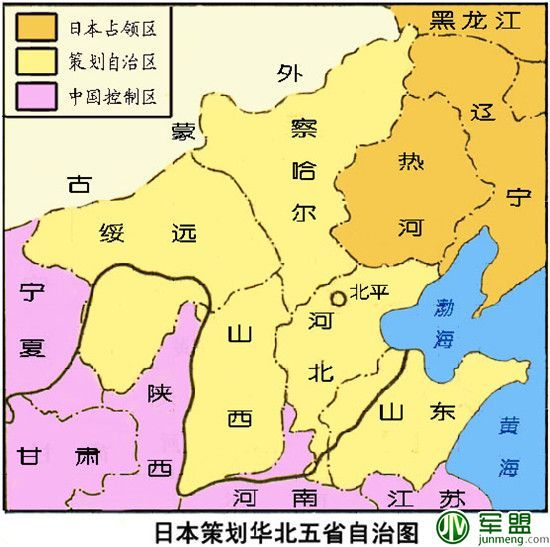 日本占领区
策划自治区
中国控制区
黑龙江
辽宁
外蒙古
察哈尔
热河
绥远
北平
渤海
宁夏
山西
河北
陕西
山东
黄海
甘肃
河南
江苏
日本策划华北五省自治图
军盟
junmeng.com